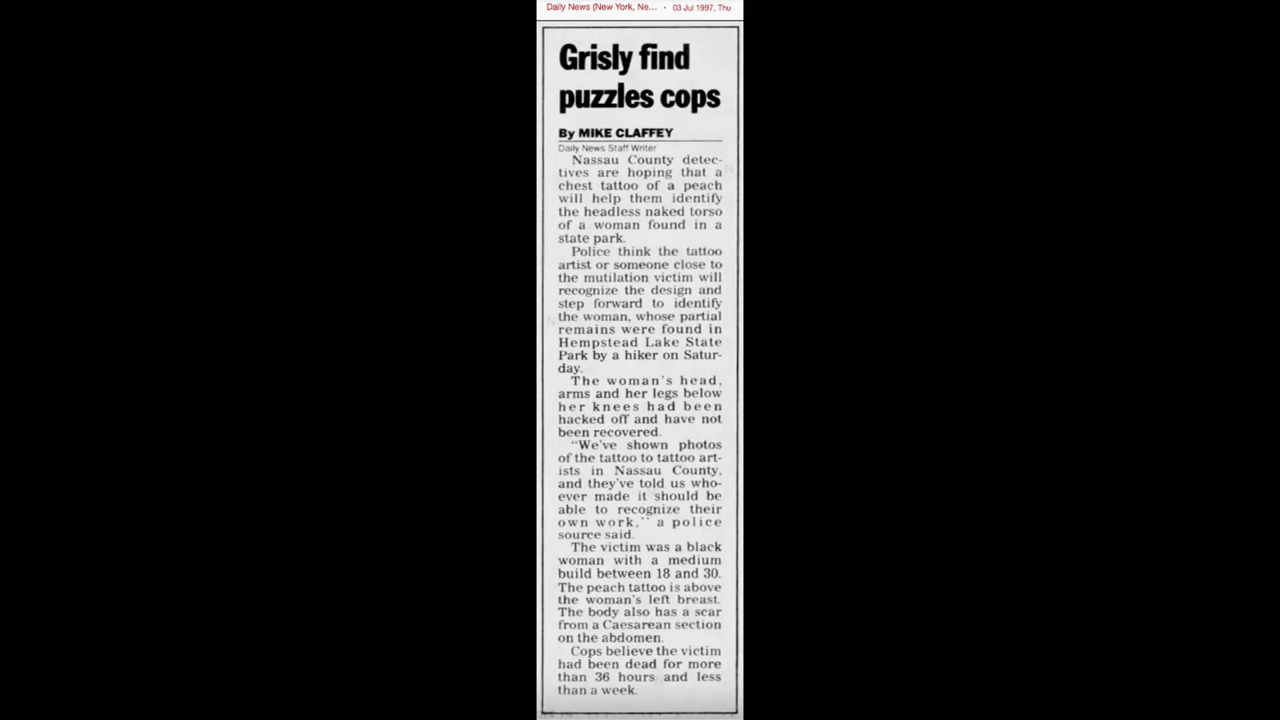 Daily News (New York, Ne... · 03 Jul 1997, Thu
Grisly find
puzzles cops
By MIKE CLAFFEY
Daily News Staff Writer
Nassau County detec-
tives are hoping that a
chest tattoo of a peach
will help them identify
the headless naked torso
of a woman found in a
state park.
Police think the tattoo
artist or someone close to
the mutilation victim will
recognize the design and
step forward to identify
the woman, whose partial
remains were found in
Hempstead Lake State
Park by a hiker on Satur-
day.
The woman's head,
arms and her legs below
her knees had been
hacked off and have not
been recovered.
"We've shown photos
of the tattoo to tattoo art-
ists in Nassau County,
and they've told us who-
ever made it should be
able to recognize their
own work," a police
source said.
The victim was a black
woman with a medium
build between 18 and 30.
The peach tattoo is above
the woman's left breast.
The body also has a scar
from a Caesarean section
on the abdomen.
Cops believe the victim
had been dead for more
than 36 hours and less
than a week.